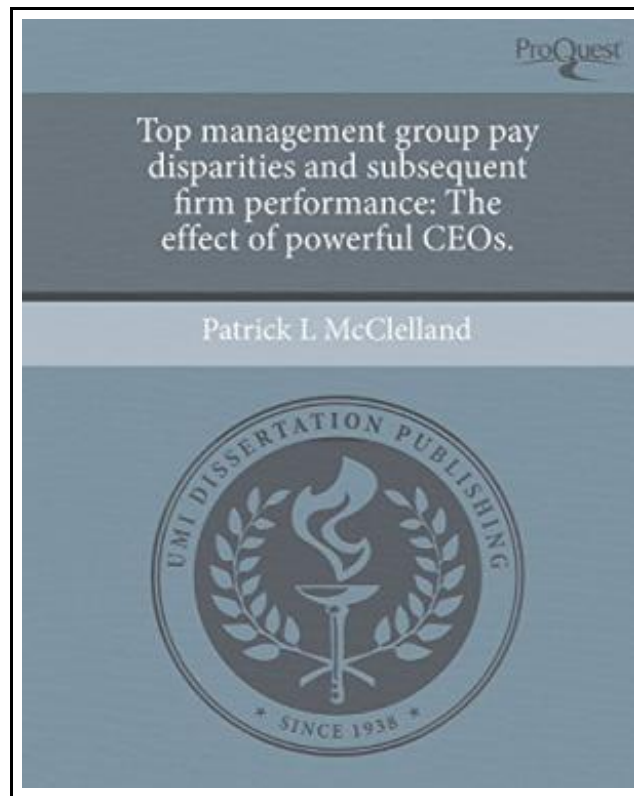 ProQuest
Top management group pay
disparities and subsequent
firm performance: The
effect of powerful CEOs.
Patrick L McClelland
UMI DISSERTATION PUBLISHING
* SINCE 1938 *